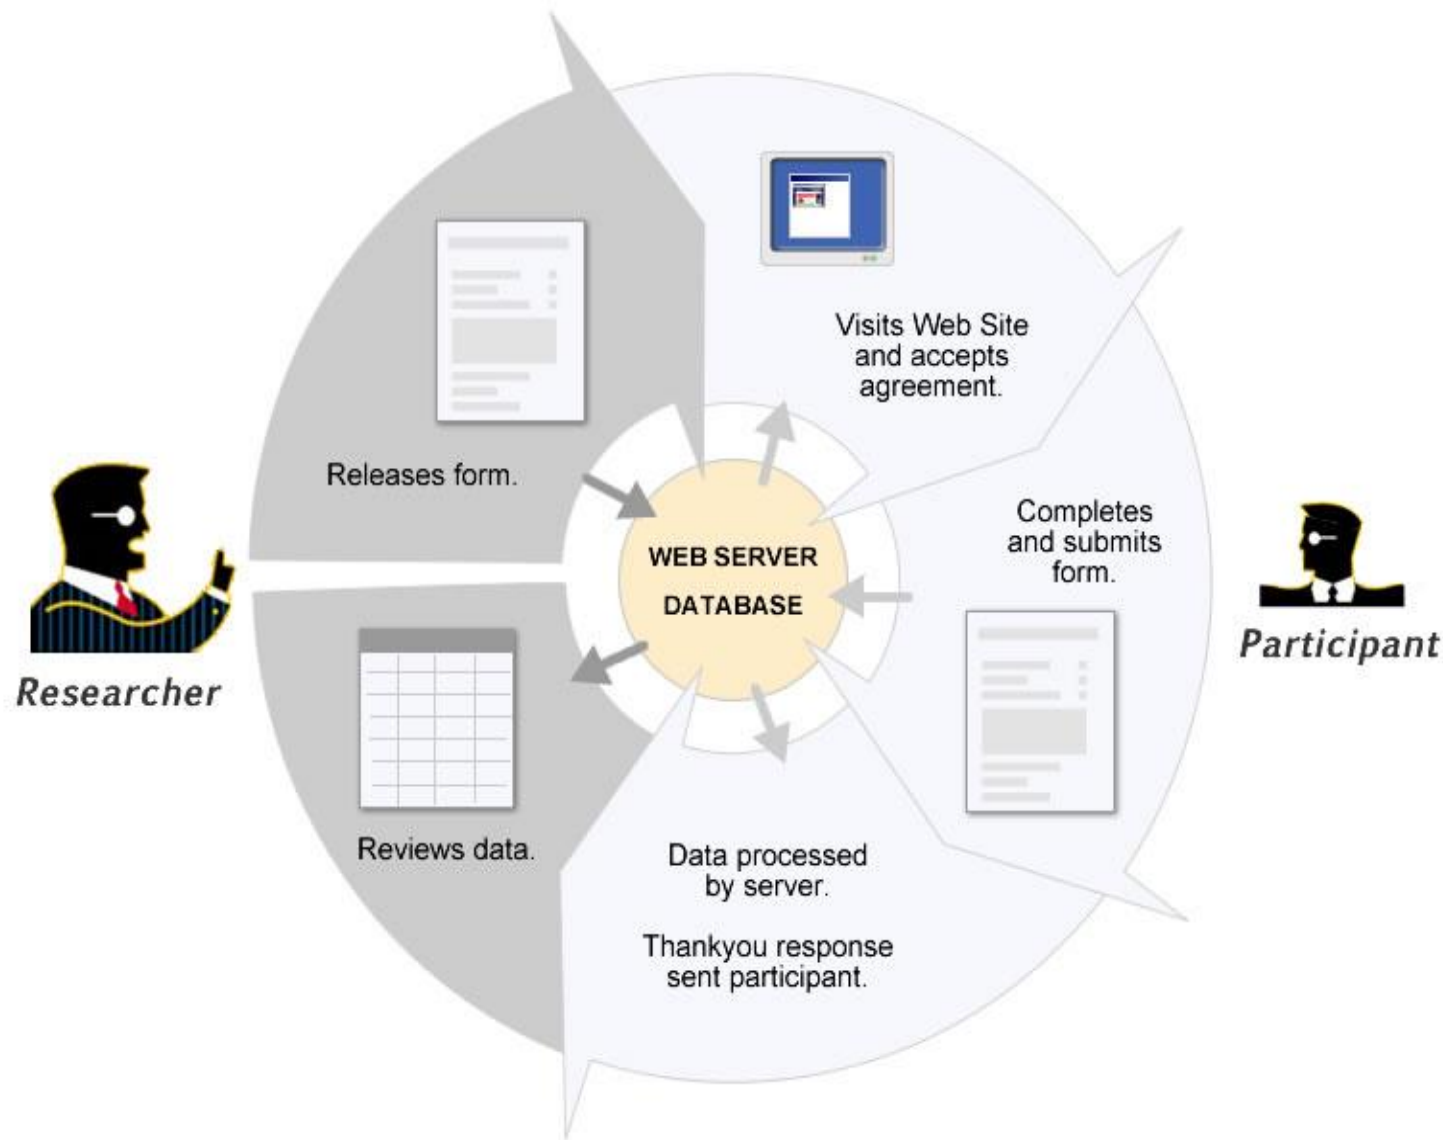 Visits Web Site
and accepts
agreement.
Releases form.
Completes
and submits
form.
WEB SERVER
DATABASE
Researcher
Participant
Reviews data.
Data processed
by server.
Thankyou response
sent participant.